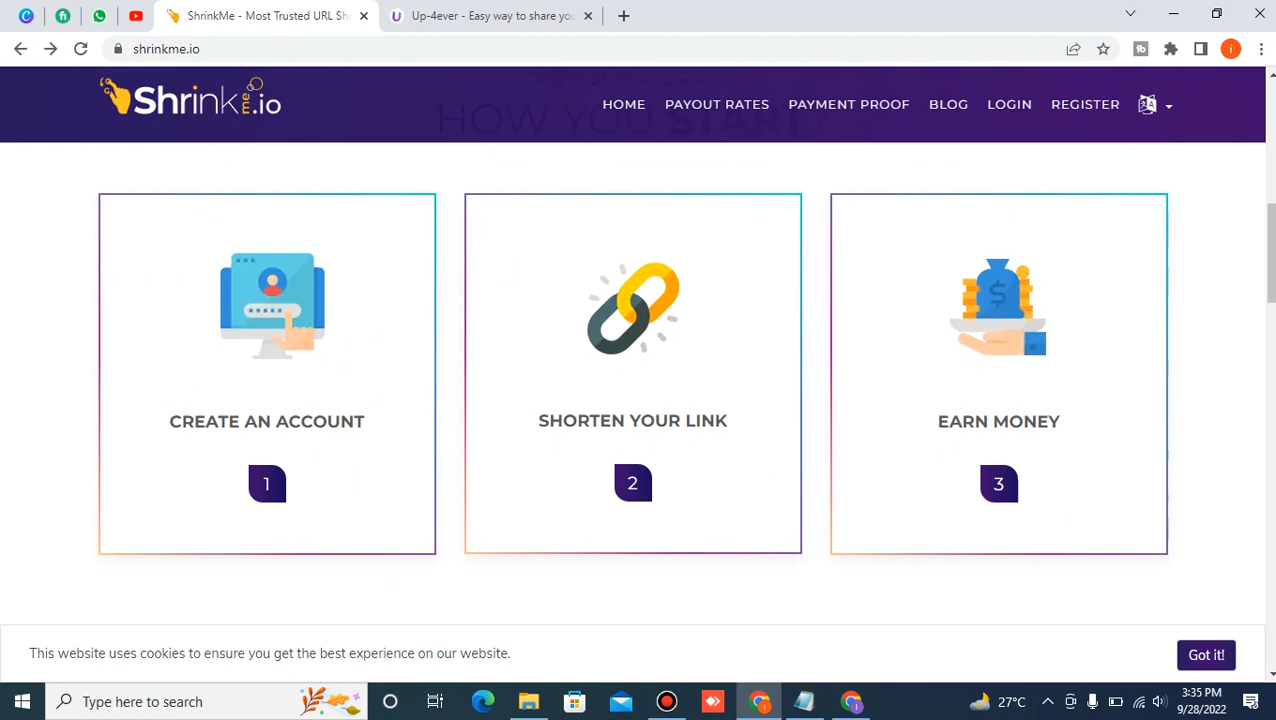 ShrinkMe - Most Trusted URL Sh
Up-4ever - Easy way to share you
shrinkme.io
Shrinkme.io
HOME PAYOUT RATES PAYMENT PROOF BLOG LOGIN REGISTER
HOW YOU START?
CREATE AN ACCOUNT
1
SHORTEN YOUR LINK
2
EARN MONEY
3
This website uses cookies to ensure you get the best experience on our website.
Got it!
Type here to search
27°C
3:35 PM
9/28/2022